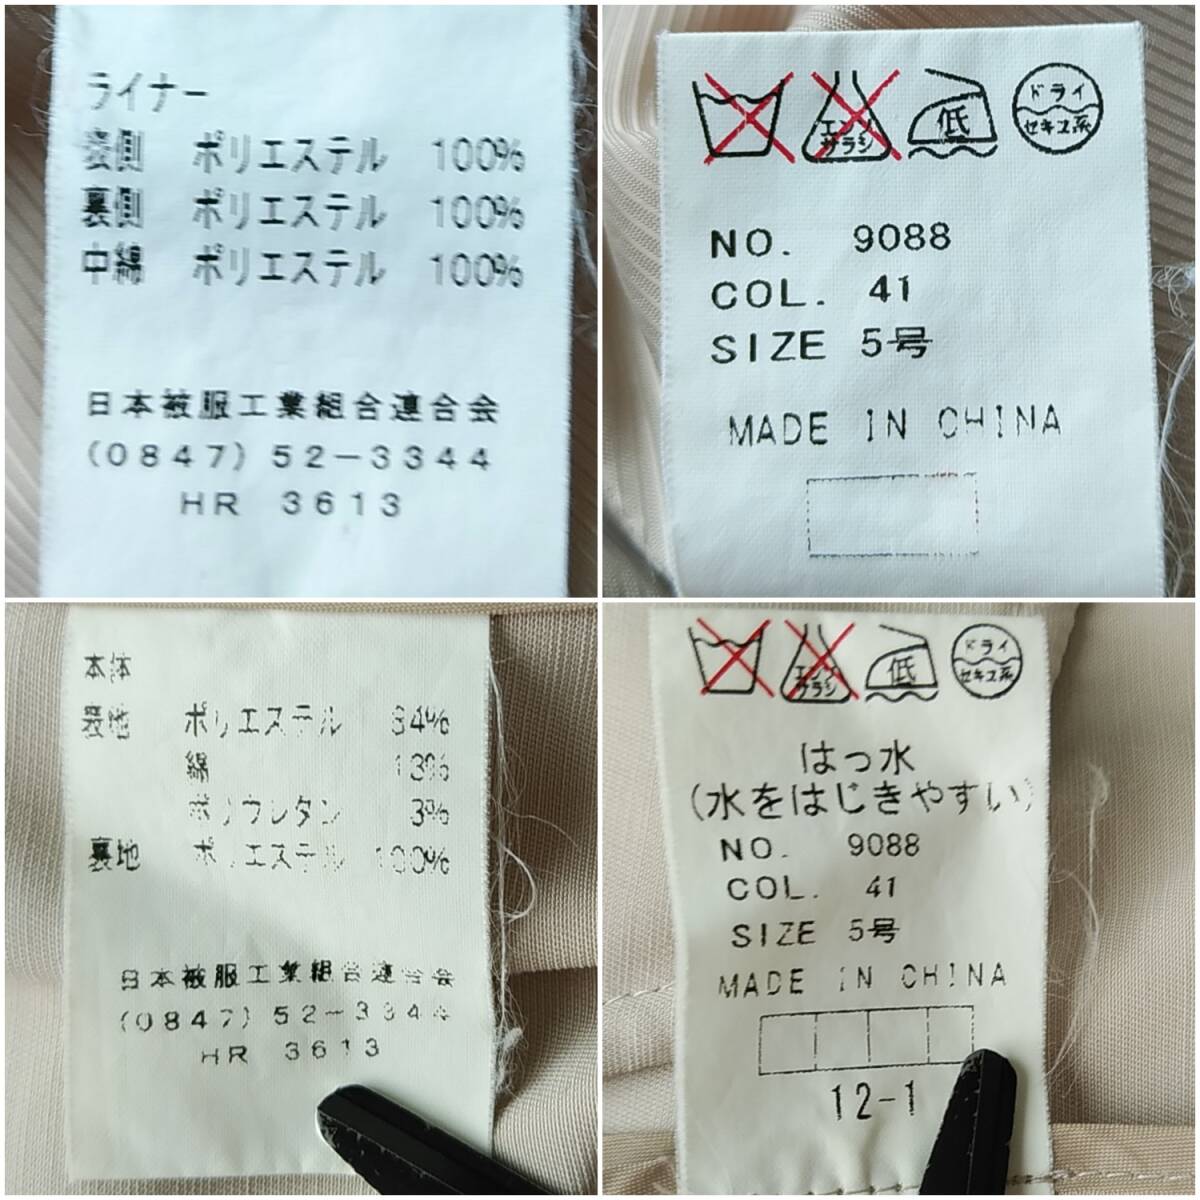 ライナー
表側 ポリエステル 100%
裏側 ポリエステル 100%
中綿 ポリエステル 100%
日本被服工業組合連合会
(0847) 52-3344
HR 3613
エンソ
サラシ
低
ドライ
セキユ系
NO. 9088
COL. 41
SIZE 5号
MADE IN CHINA
本体
表地 ポリエステル 84%
綿 13%
ポリウレタン 3%
裏地 ポリエステル 100%
日本被服工業組合連合会
(0847) 52-3344
HR 3613
エンソ
サラシ
低
ドライ
セキユ系
はっ水
(水をはじきやすい)
NO. 9088
COL. 41
SIZE 5号
MADE IN CHINA
12-1